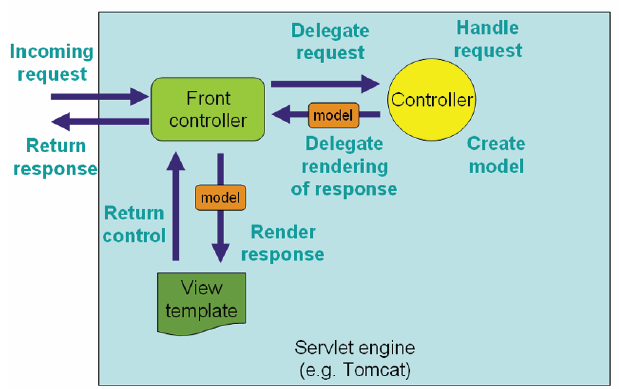 Incoming
request
Return
response
Front
controller
Delegate
request
Handle
request
Controller
model
Delegate
rendering
of response
Create
model
Return
control
model
Render
response
View
template
Servlet engine
(e.g. Tomcat)